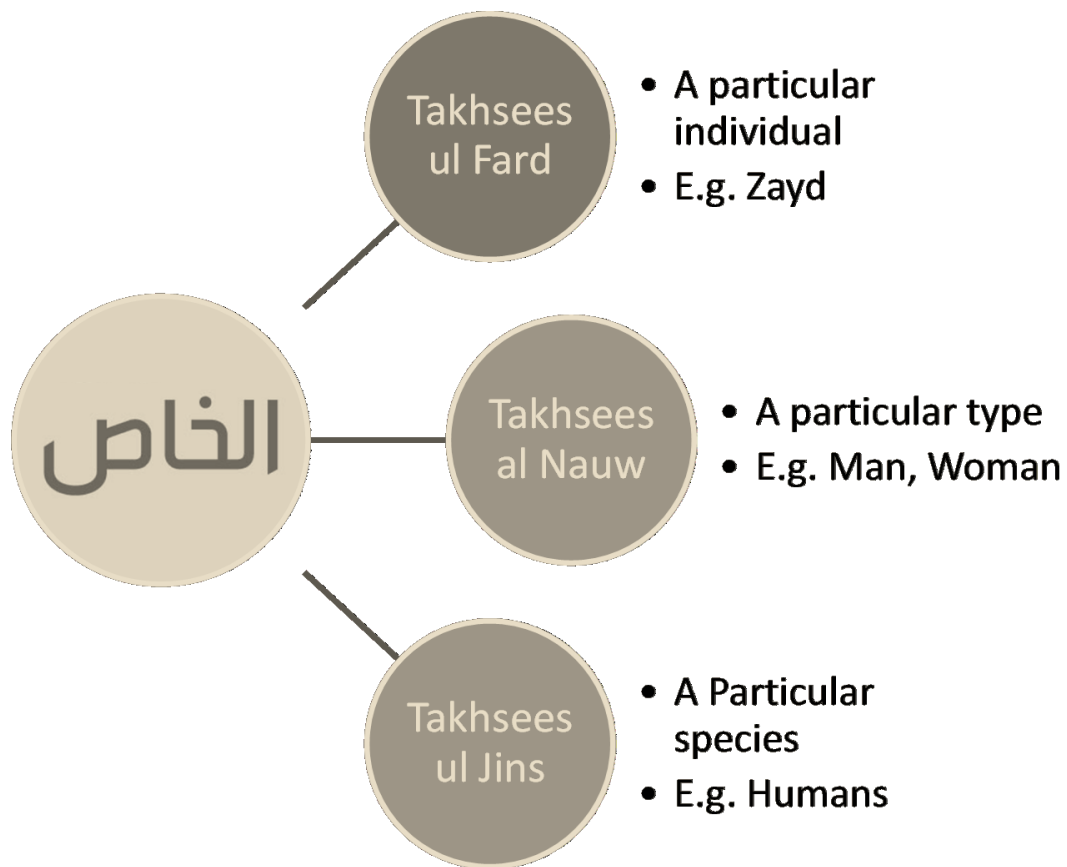 الخاص
Takhsees
ul Fard
• A particular
individual
• E.g. Zayd
Takhsees
al Nauw
• A particular type
• E.g. Man, Woman
Takhsees
ul Jins
• A Particular
species
• E.g. Humans